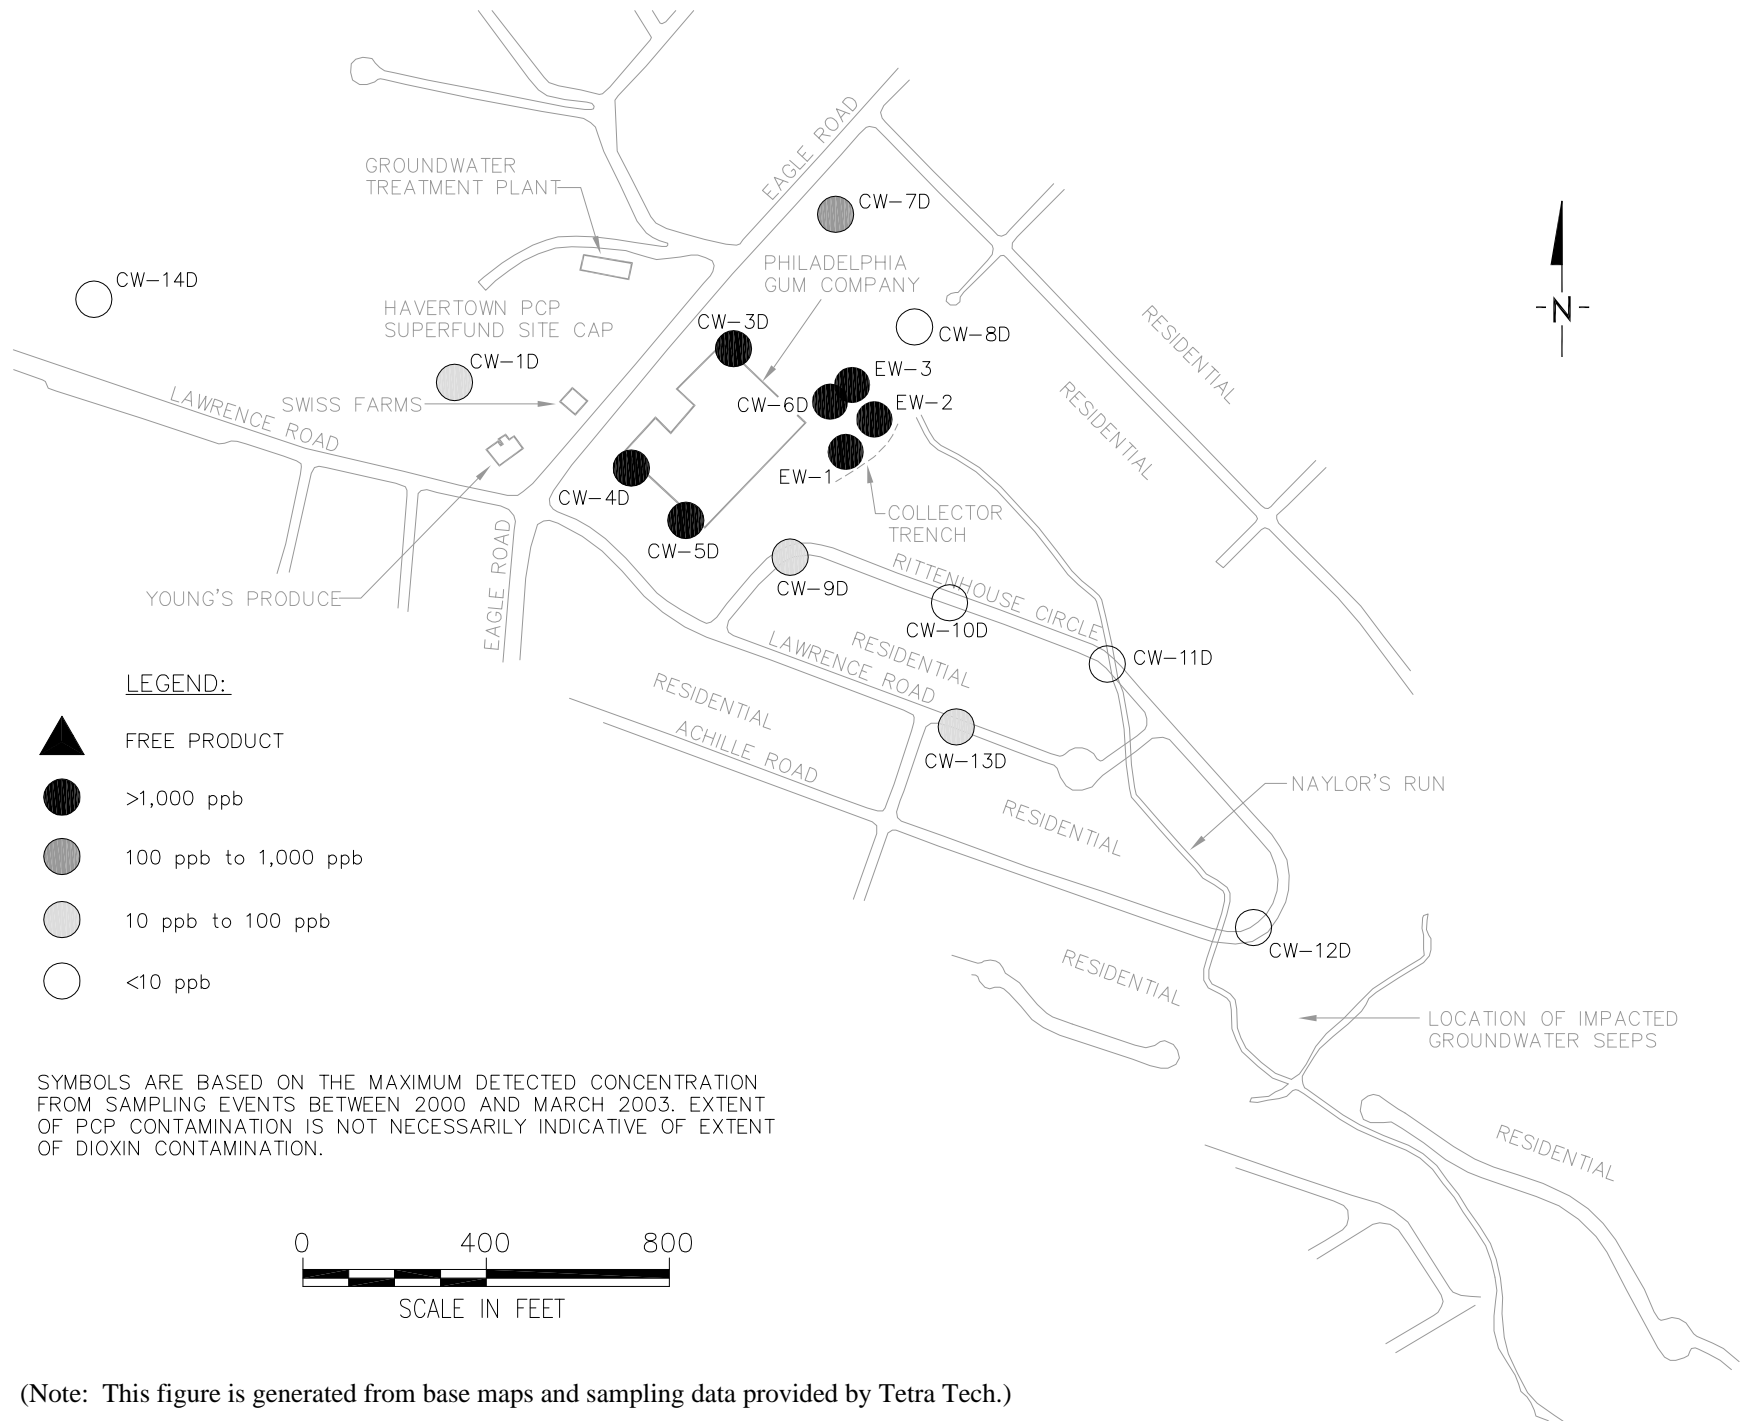 EAGLE ROAD
GROUNDWATER
TREATMENT PLANT
CW-7D
PHILADELPHIA
GUM COMPANY
CW-14D
HAVERTOWN PCP
SUPERFUND SITE CAP
CW-3D
CW-8D
N
RESIDENTIAL
CW-1D
EW-3
SWISS FARMS
CW-6D
EW-2
LAWRENCE ROAD
RESIDENTIAL
EW-1
CW-4D
COLLECTOR
TRENCH
CW-5D
EAGLE ROAD
RITTENHOUSE CIRCLE
CW-9D
YOUNG'S PRODUCE
CW-10D
LAWRENCE ROAD
RESIDENTIAL
CW-11D
RESIDENTIAL
ACHILLE ROAD
CW-13D
NAYLOR'S RUN
RESIDENTIAL
CW-12D
RESIDENTIAL
LOCATION OF IMPACTED
GROUNDWATER SEEPS
RESIDENTIAL
LEGEND:
FREE PRODUCT
>1,000 ppb
100 ppb to 1,000 ppb
10 ppb to 100 ppb
<10 ppb
SYMBOLS ARE BASED ON THE MAXIMUM DETECTED CONCENTRATION
FROM SAMPLING EVENTS BETWEEN 2000 AND MARCH 2003. EXTENT
OF PCP CONTAMINATION IS NOT NECESSARILY INDICATIVE OF EXTENT
OF DIOXIN CONTAMINATION.
0 400 800
SCALE IN FEET
(Note: This figure is generated from base maps and sampling data provided by Tetra Tech.)